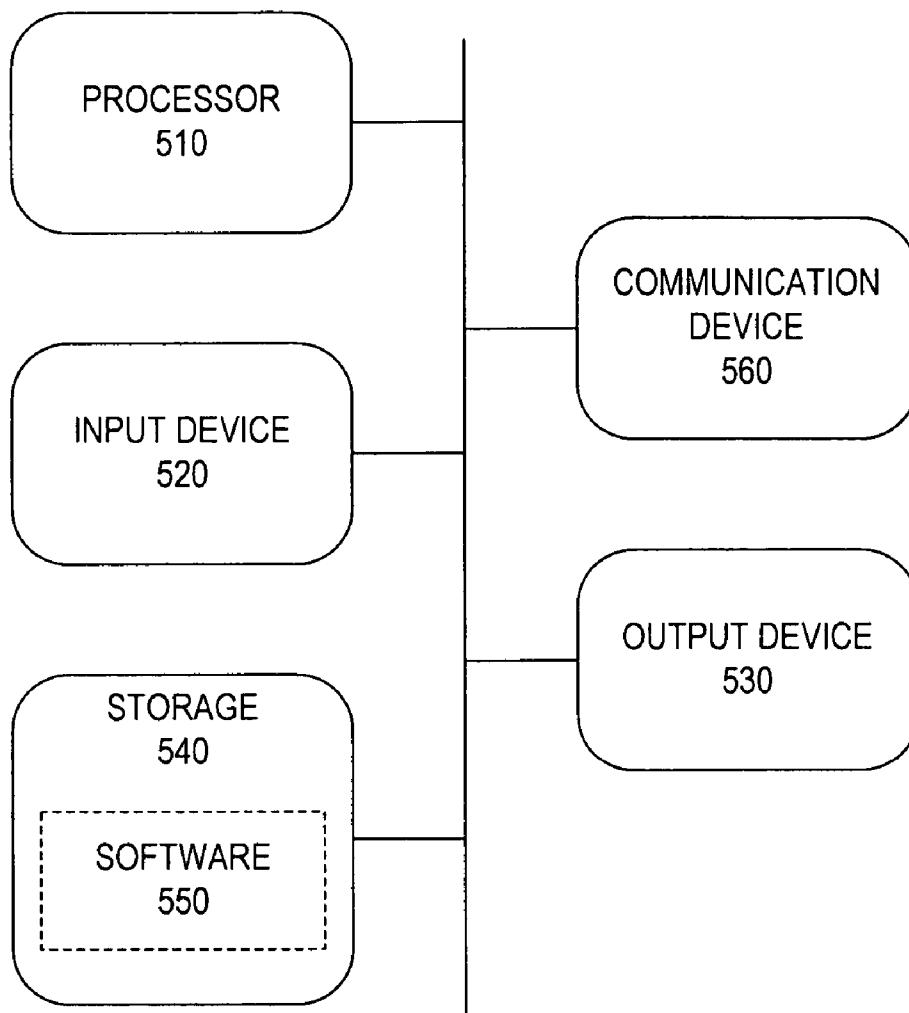 PROCESSOR
510
COMMUNICATION
DEVICE
560
INPUT DEVICE
520
OUTPUT DEVICE
530
STORAGE
540
SOFTWARE
550